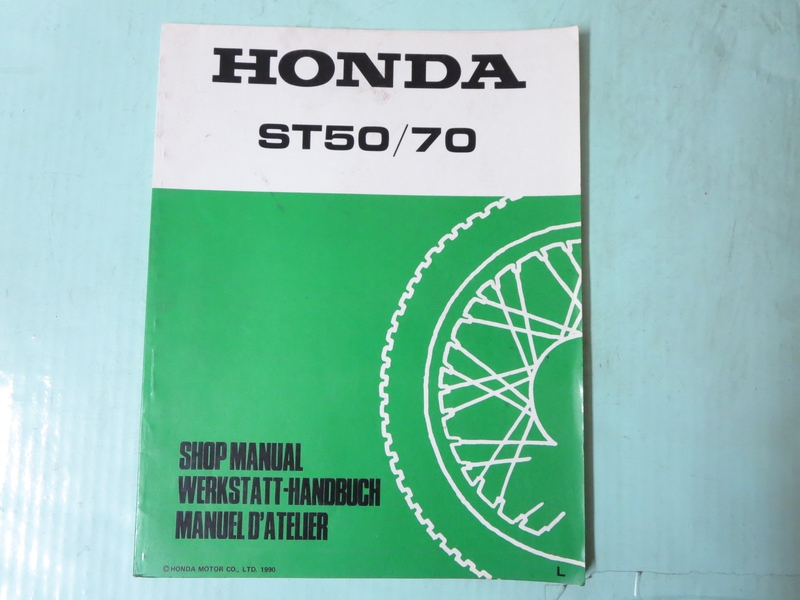 HONDA
ST50/70
SHOP MANUAL
WERKSTATT-HANDBUCH
MANUEL D'ATELIER
©HONDA MOTOR CO., LTD. 1990
L